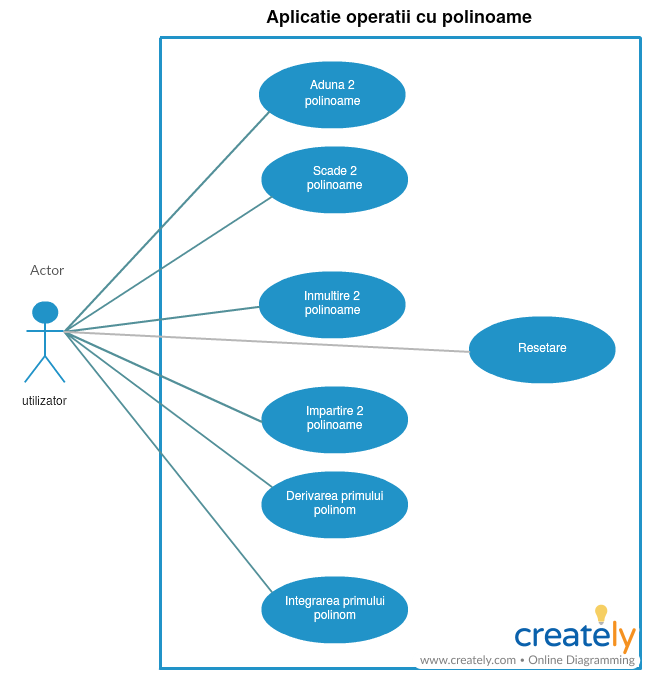 Aplicatie operatii cu polinoame
Aduna 2
polinoame
Scade 2
polinoame
Actor
utilizator
Inmultire 2
polinoame
Resetare
Impartire 2
polinoame
Derivarea primului
polinom
Integrarea primului
polinom
creately
www.creately.com • Online Diagramming